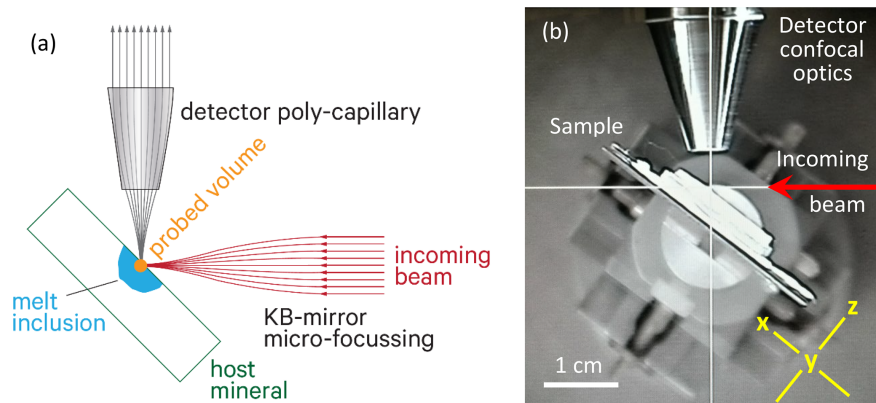 (a)
detector poly-capillary
probed volume
incoming
beam
melt
inclusion
KB-mirror
micro-focussing
host
mineral
(b)
Detector
confocal
optics
Sample
Incoming
beam
x
z
y
1 cm